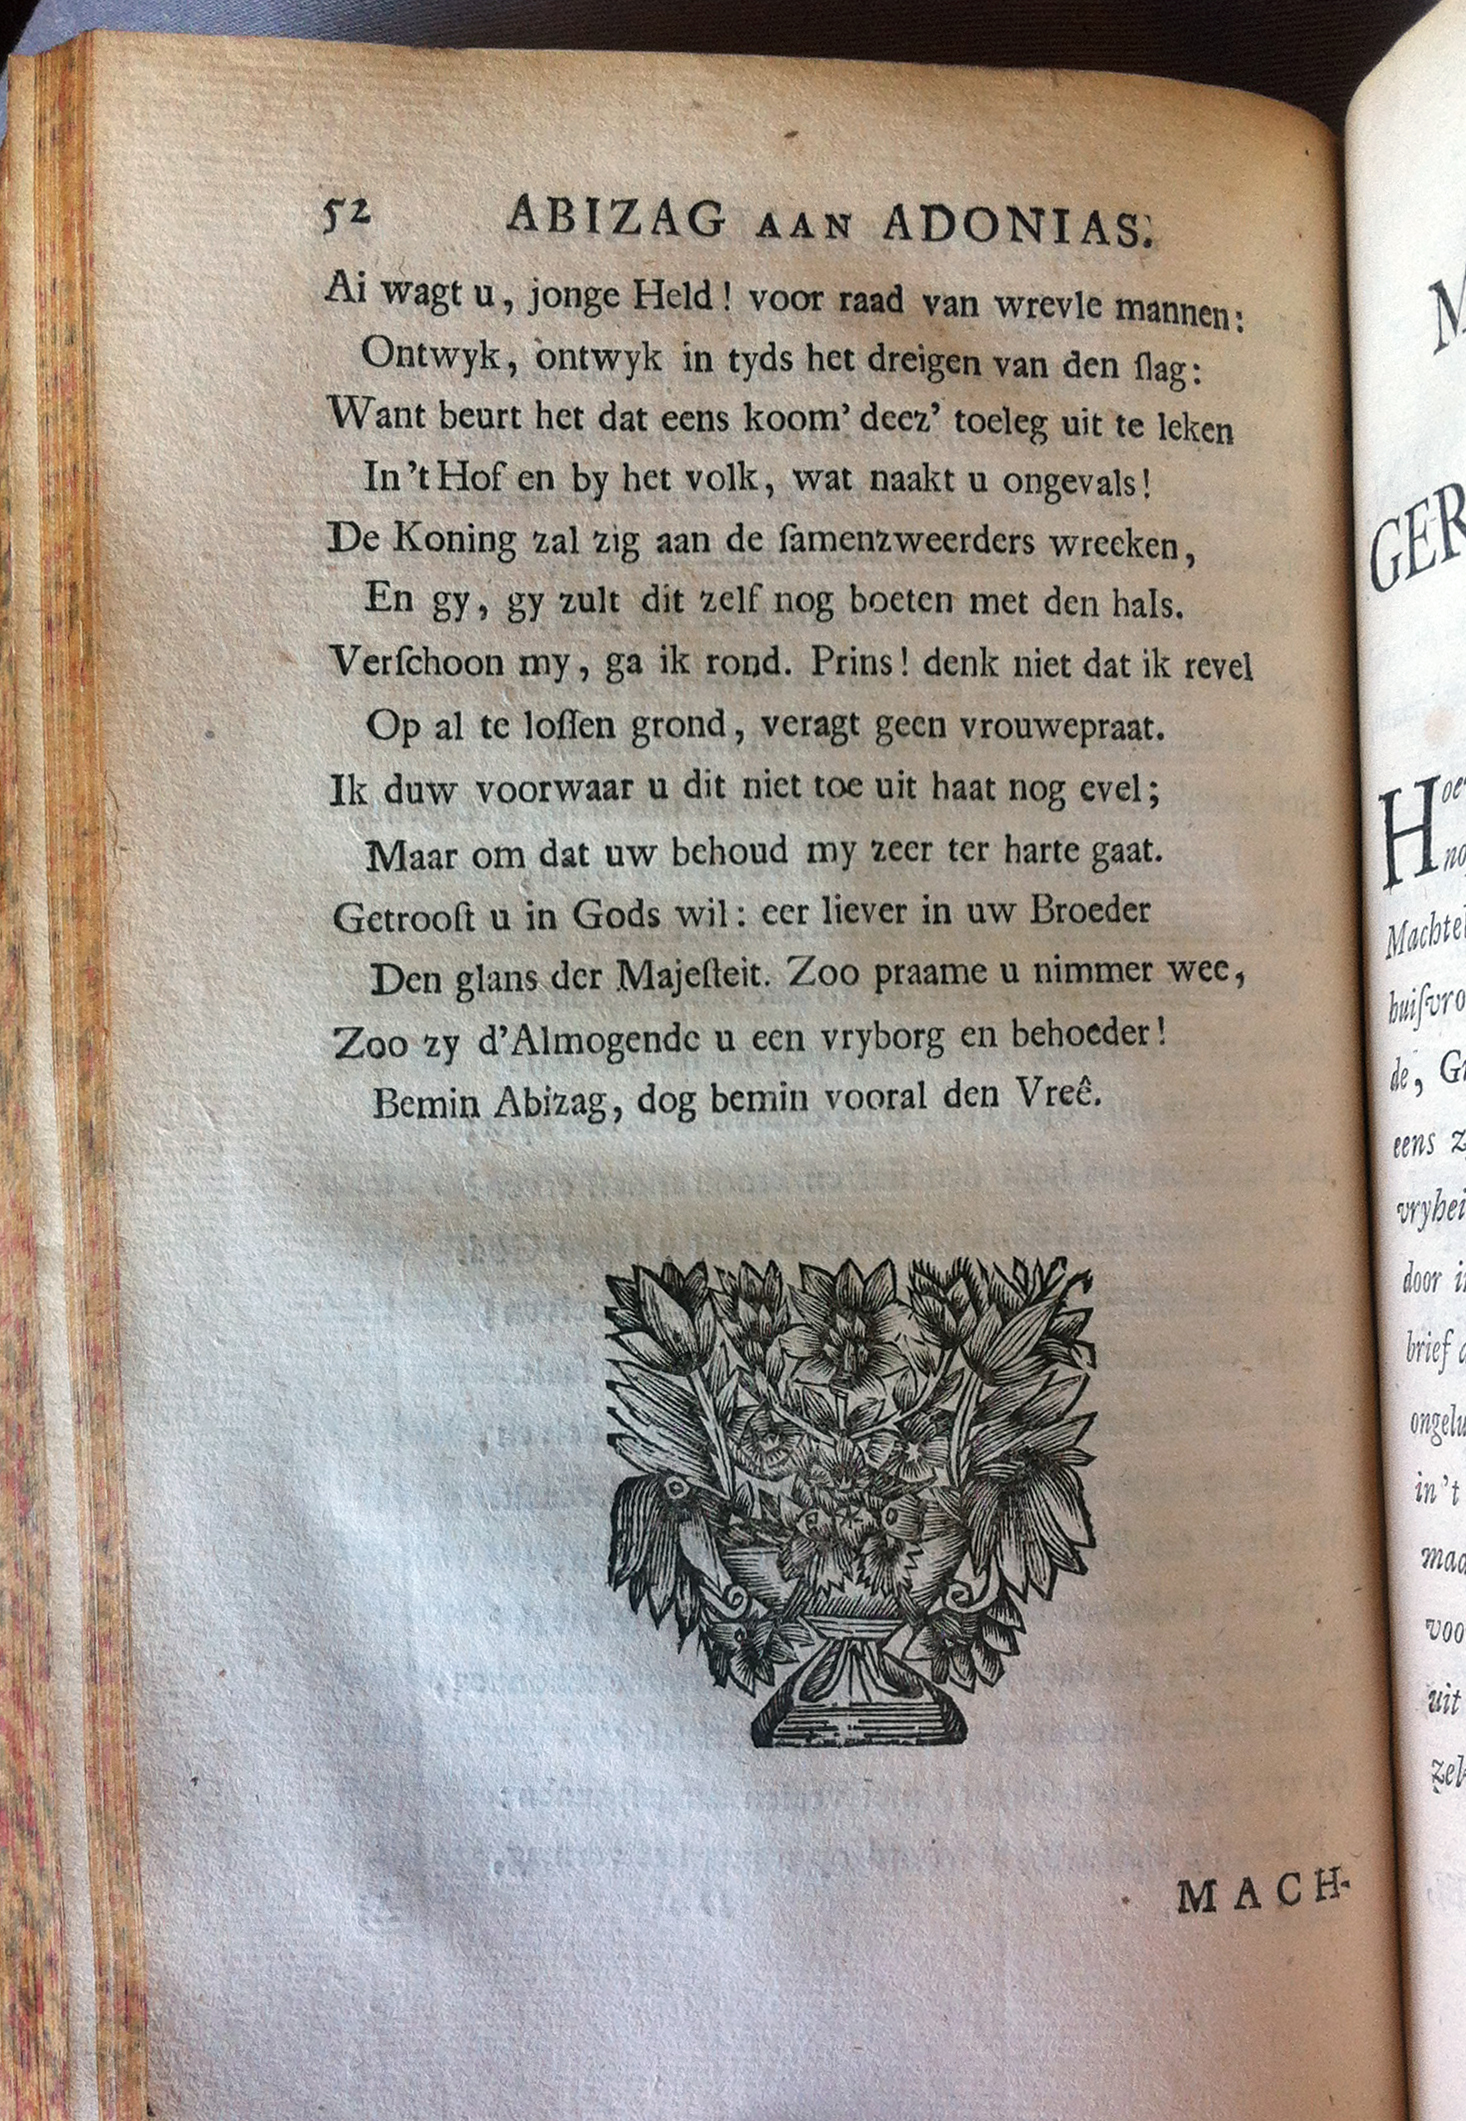 52 ABIZAG AAN ADONIAS.
Ai wagt u, jonge Held! voor raad van wrevle mannen:
Ontwyk, ontwyk in tyds het dreigen van den ſlag:
Want beurt het dat eens koom’ deez’ toeleg uit te leken
In ’t Hof en by het volk, wat naakt u ongevals!
De Koning zal zig aan de ſamenzweerders wreeken,
En gy, gy zult dit zelf nog boeten met den hals.
Verſchoon my, ga ik rond. Prins! denk niet dat ik revel
Op al te loſſen grond, veragt geen vrouwepraat.
Ik duw voorwaar u dit niet toe uit haat nog evel;
Maar om dat uw behoud my zeer ter harte gaat.
Getrooſt u in Gods wil: eer liever in uw Broeder
Den glans der Majeſteit. Zoo praame u nimmer wee,
Zoo zy d’Almogende u een vryborg en behoeder!
Bemin Abizag, dog bemin vooral den Vreê.
MACH-
M
GER
Hoe
no
Machtel
huiſvro
de, Gr
eens z
vryhei
door i
brief
ongelu
in ’t
maa
voo
uit
zel